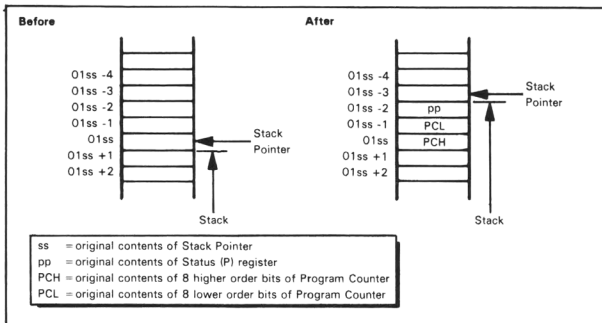 Before
After
01ss -4
01ss -3
01ss -2
01ss -1
01ss
01ss +1
01ss +2
Stack
Pointer
Stack
01ss -4
01ss -3
01ss -2
01ss -1
01ss
01ss +1
01ss +2
pp
PCL
PCH
Stack
Pointer
Stack
ss = original contents of Stack Pointer
pp = original contents of Status (P) register
PCH = original contents of 8 higher order bits of Program Counter
PCL = original contents of 8 lower order bits of Program Counter